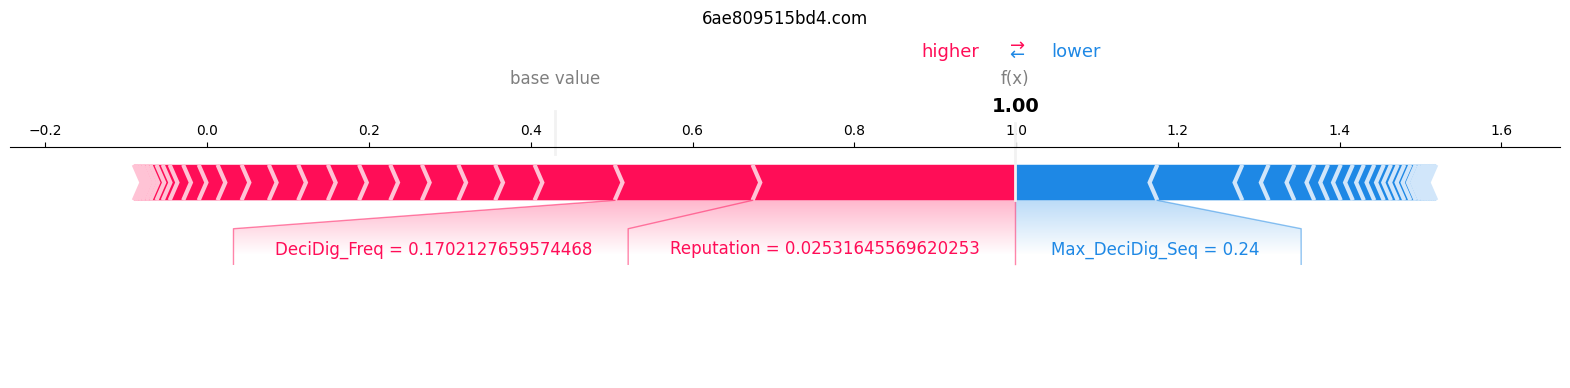 6ae809515bd4.com
higher ⇄ lower
base value f(x)
1.00
−0.2 0.0 0.2 0.4 0.6 0.8 1.0 1.2 1.4 1.6
DeciDig_Freq = 0.1702127659574468 Reputation = 0.02531645569620253 Max_DeciDig_Seq = 0.24